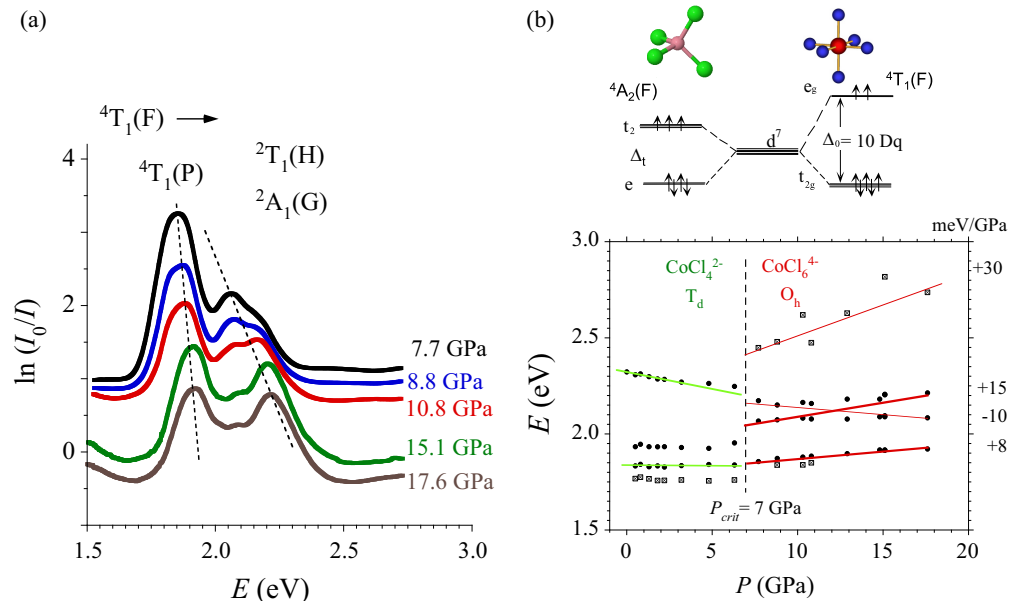 (a)
⁴T₁(F)
⁴T₁(P)
²T₁(H)
²A₁(G)
ln (I₀/I)
4
2
0
7.7 GPa
8.8 GPa
10.8 GPa
15.1 GPa
17.6 GPa
1.5 2.0 2.5 3.0
E (eV)
(b)
⁴A₂(F)
e_g
⁴T₁(F)
t₂
d⁷
Δ₀= 10 Dq
Δ_t
e
t_2g
meV/GPa
3.0
CoCl₄²⁻
CoCl₆⁴⁻
+30
T_d
O_h
2.5
E (eV)
+15
-10
2.0
+8
P_crit= 7 GPa
1.5
0 5 10 15 20
P (GPa)